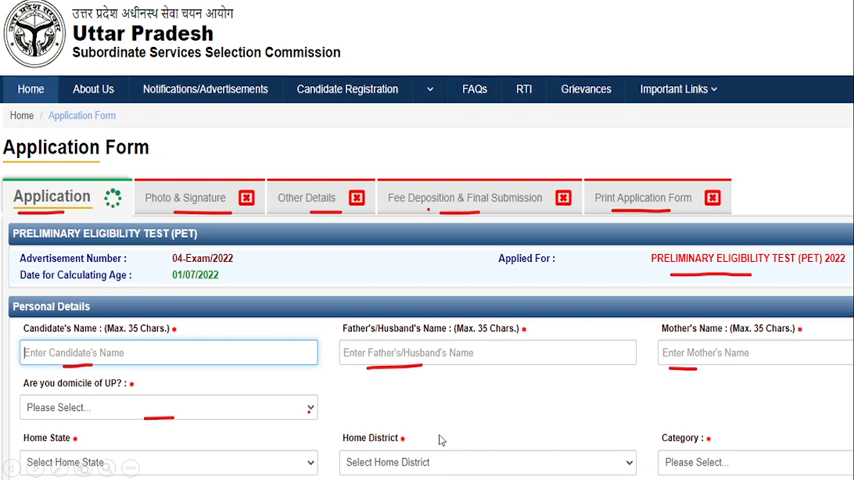 उत्तर प्रदेश अधीनस्थ सेवा चयन आयोग
Uttar Pradesh
Subordinate Services Selection Commission
Home About Us Notifications/Advertisements Candidate Registration FAQs RTI Grievances Important Links
Home / Application Form
Application Form
Application Photo & Signature Other Details Fee Deposition & Final Submission Print Application Form
PRELIMINARY ELIGIBILITY TEST (PET)
Advertisement Number : 04-Exam/2022 Applied For : PRELIMINARY ELIGIBILITY TEST (PET) 2022
Date for Calculating Age : 01/07/2022
Personal Details
Candidate's Name : (Max. 35 Chars.) * Father's/Husband's Name : (Max. 35 Chars.) * Mother's Name : (Max. 35 Chars.) *
Enter Candidate's Name Enter Father's/Husband's Name Enter Mother's Name
Are you domicile of UP? : *
Please Select...
Home State * Home District * Category : *
Select Home State Select Home District Please Select...